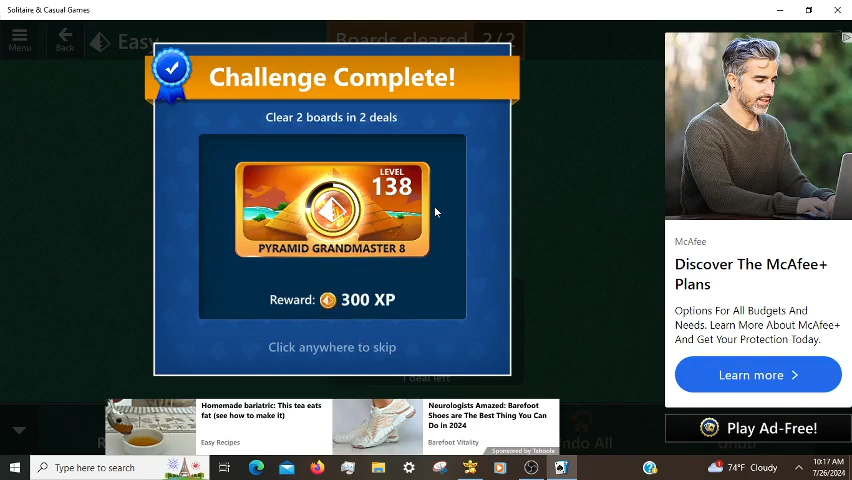 Solitaire & Casual Games
Menu
Back
Easy
Boards cleared 2/2
Challenge Complete!
Clear 2 boards in 2 deals
LEVEL
138
PYRAMID GRANDMASTER 8
Reward: 300 XP
Click anywhere to skip
1 deal left
McAfee
Discover The McAfee+
Plans
Options For All Budgets And
Needs. Learn More About McAfee+
And Get Your Protection Today.
Learn more
Play Ad-Free!
Homemade bariatric: This tea eats
fat (see how to make it)
Easy Recipes
Neurologists Amazed: Barefoot
Shoes are The Best Thing You Can
Do in 2024
Barefoot Vitality
Sponsored by Taboola
Undo All
Undo
Type here to search
74°F Cloudy
10:17 AM
7/26/2024